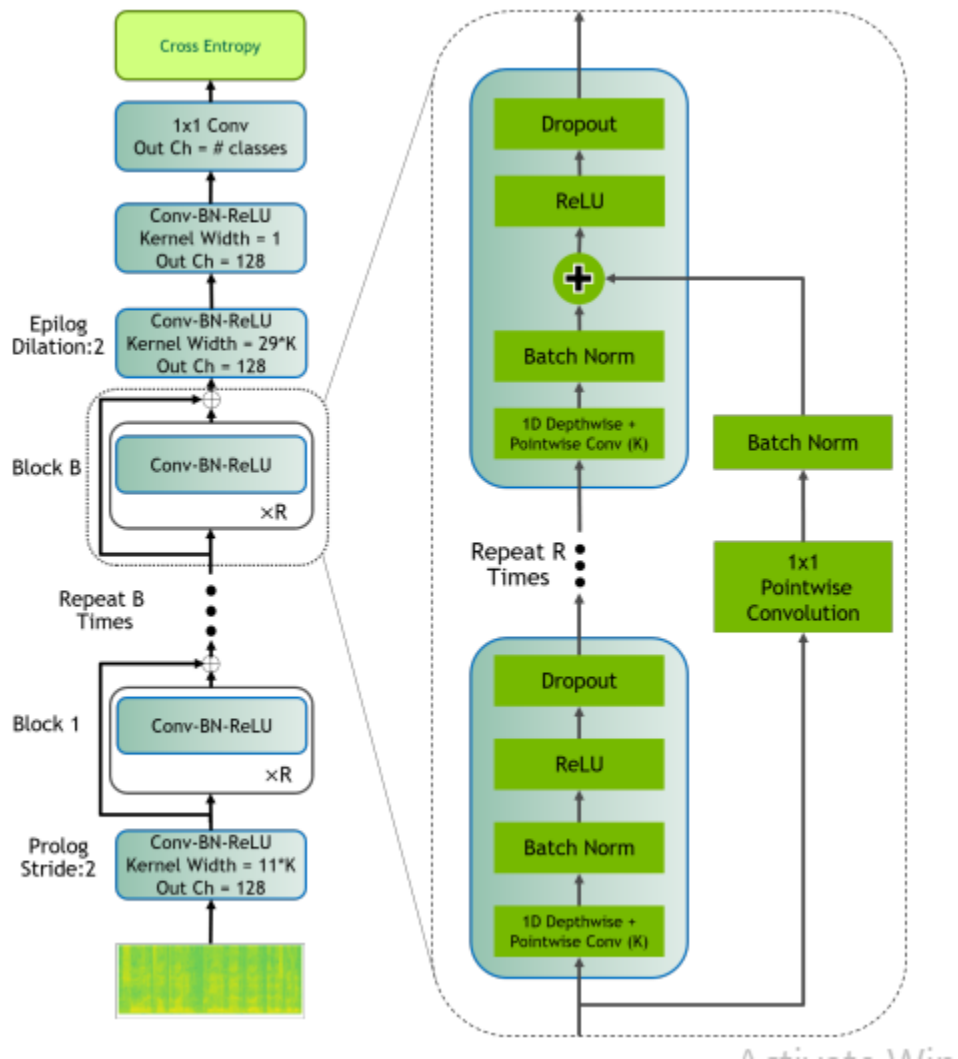 Cross Entropy
1x1 Conv
Out Ch = # classes
Conv-BN-ReLU
Kernel Width = 1
Out Ch = 128
Epilog
Dilation:2
Conv-BN-ReLU
Kernel Width = 29*K
Out Ch = 128
Block B
Conv-BN-ReLU
×R
Repeat B
Times
Block 1
Conv-BN-ReLU
×R
Prolog
Stride:2
Conv-BN-ReLU
Kernel Width = 11*K
Out Ch = 128
Dropout
ReLU
Batch Norm
1D Depthwise +
Pointwise Conv (K)
Batch Norm
Repeat R
Times
1x1
Pointwise
Convolution
Dropout
ReLU
Batch Norm
1D Depthwise +
Pointwise Conv (K)